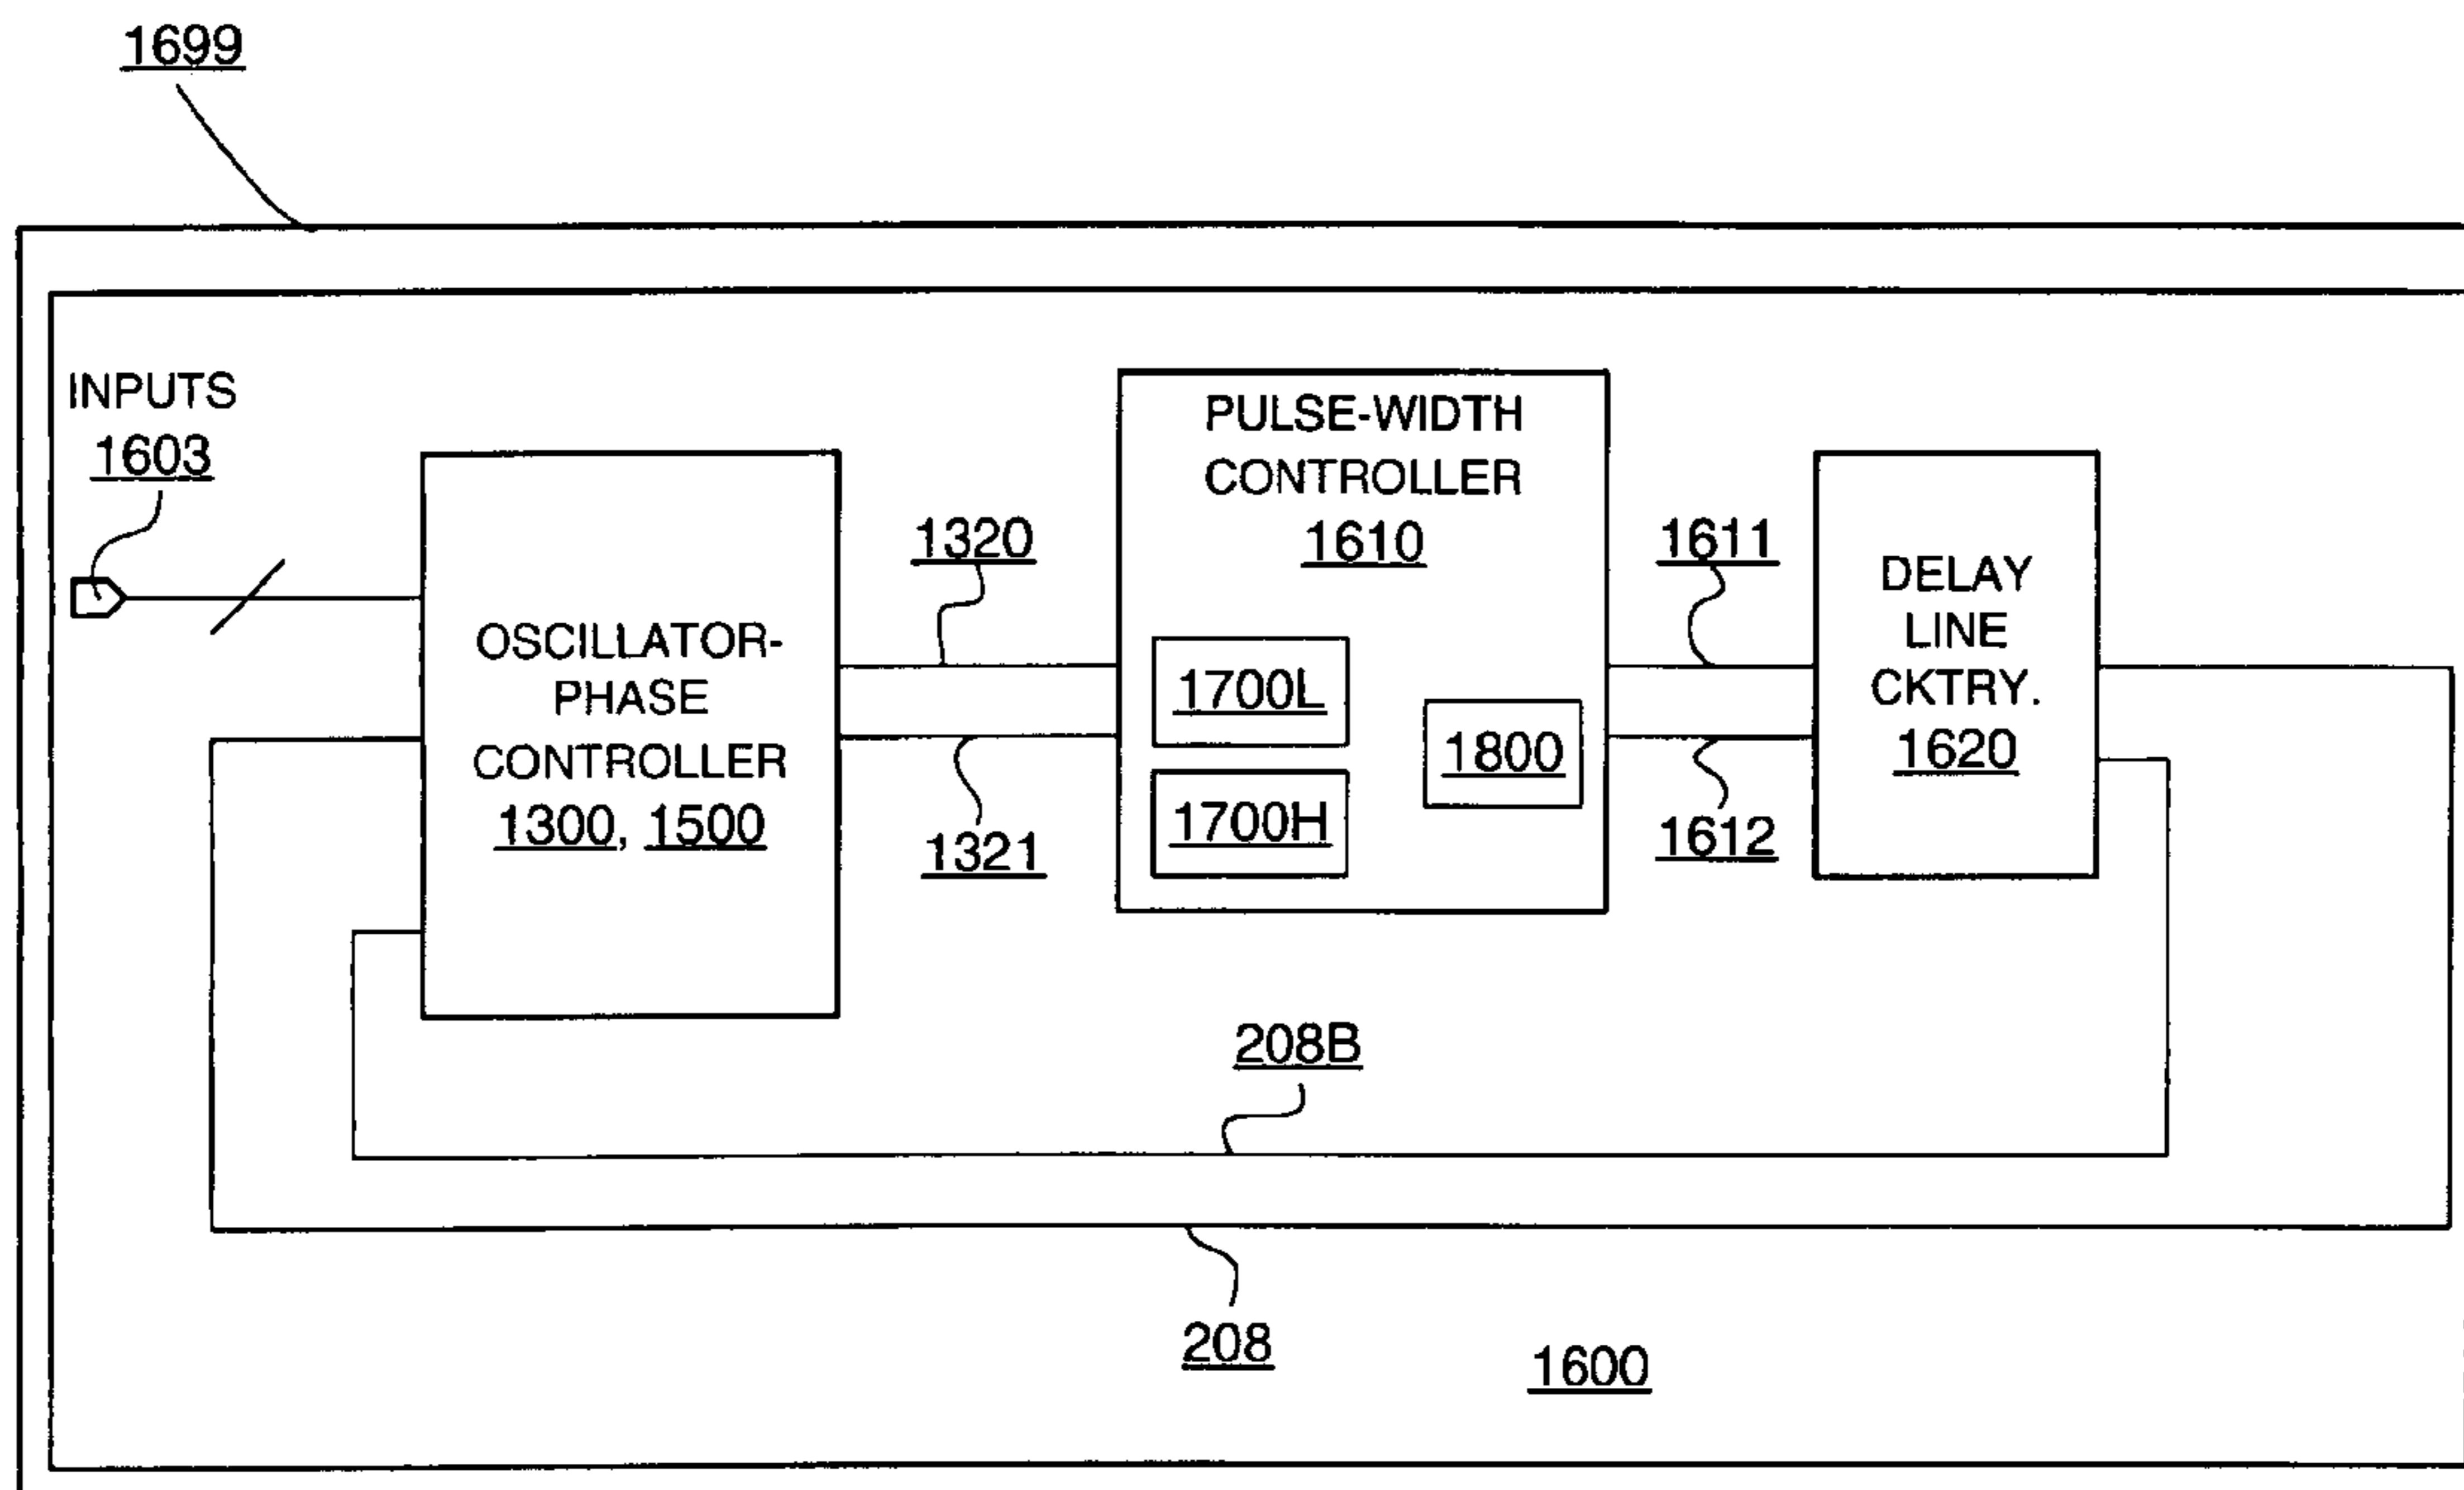 1699
INPUTS
1603
OSCILLATOR-
PHASE
CONTROLLER
1300, 1500
1320
1321
PULSE-WIDTH
CONTROLLER
1610
1700L
1700H
1800
1611
1612
DELAY
LINE
CKTRY.
1620
208B
208
1600